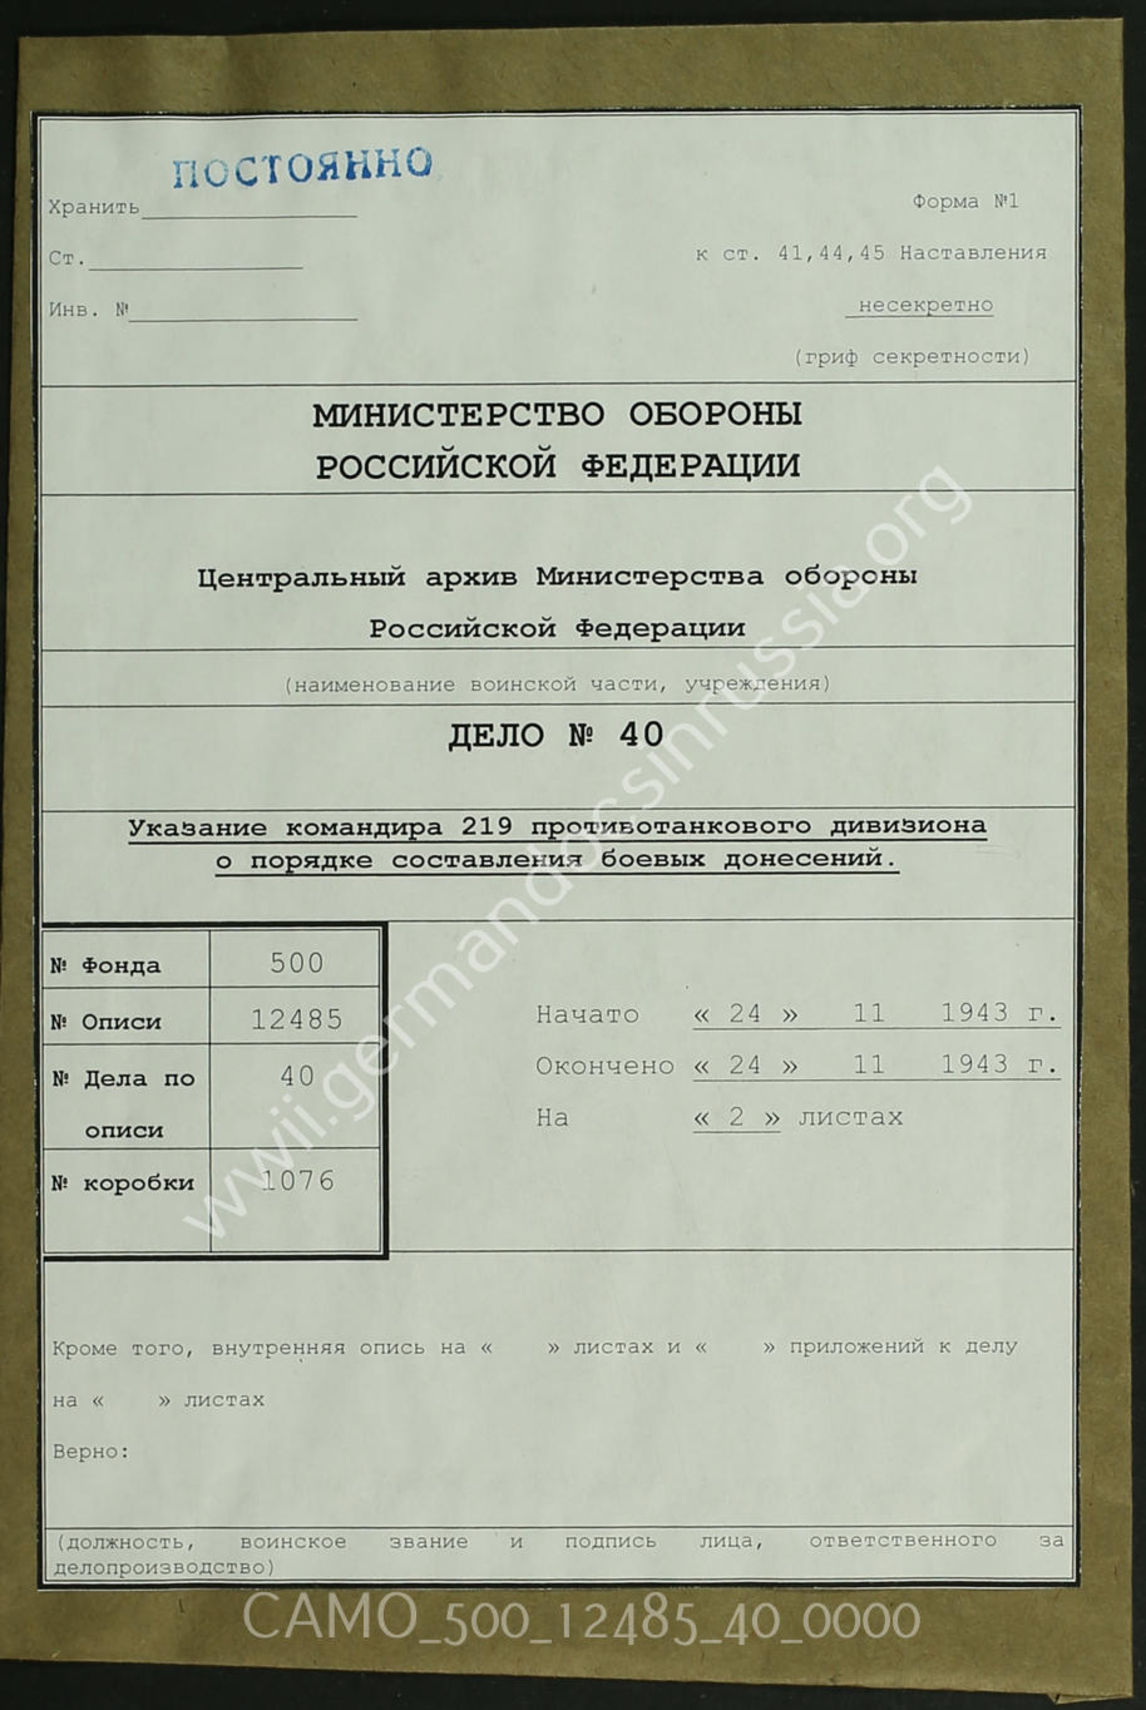 ПОСТОЯННО
Хранить
Форма №1
Ст.
к ст. 41,44,45 Наставления
Инв. №
несекретно
(гриф секретности)
МИНИСТЕРСТВО ОБОРОНЫ
РОССИЙСКОЙ ФЕДЕРАЦИИ
Центральный архив Министерства обороны
Российской Федерации
(наименование воинской части, учреждения)
ДЕЛО № 40
Указание командира 219 противотанкового дивизиона
о порядке составления боевых донесений.
№ Фонда 500
№ Описи 12485
№ Дела по 40
описи
№ коробки 1076
Начато « 24 » 11 1943 г.
Окончено « 24 » 11 1943 г.
На « 2 » листах
Кроме того, внутренняя опись на « » листах и « » приложений к делу
на « » листах
Верно:
(должность, воинское звание и подпись лица, ответственного за
делопроизводство)
www.germandocsinrussia.org
CAMO_500_12485_40_0000